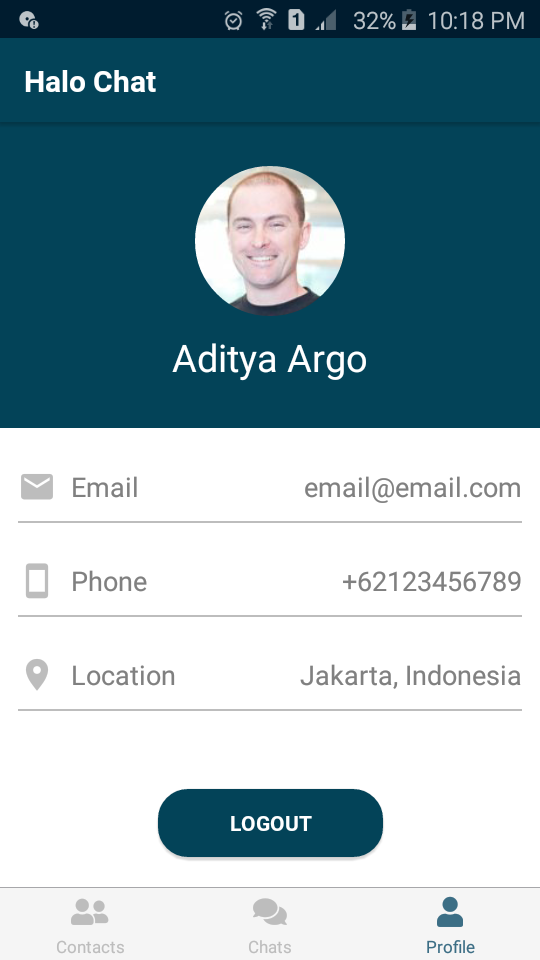 1 32% 10:18 PM
Halo Chat
Aditya Argo
Email email@email.com
Phone +62123456789
Location Jakarta, Indonesia
LOGOUT
Contacts Chats Profile